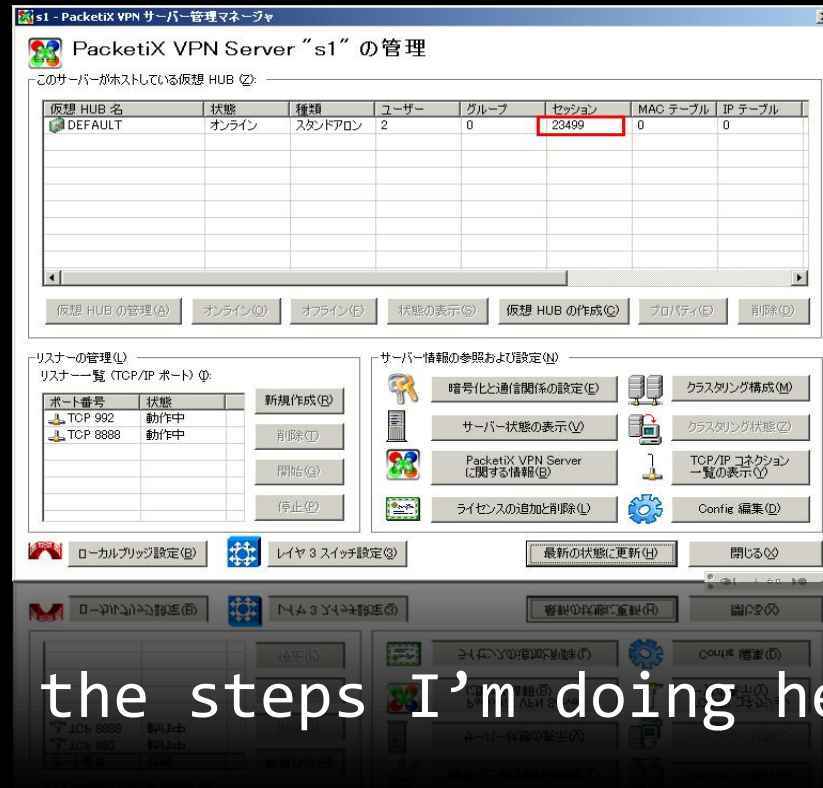 s1 - PacketiX VPN サーバー管理マネージャ
PacketiX VPN Server "s1" の管理
このサーバーがホストしている仮想 HUB (Z):
仮想 HUB 名 状態 種類 ユーザー グループ セッション MAC テーブル IP テーブル
DEFAULT オンライン スタンドアロン 2 0 23499 0 0
仮想 HUB の管理(A) オンライン(O) オフライン(F) 状態の表示(S) 仮想 HUB の作成(C) プロパティ(E) 削除(D)
リスナーの管理(L) サーバー情報の参照および設定(N)
リスナー一覧 (TCP/IP ポート) (I):
ポート番号 状態
TCP 992 動作中
TCP 8888 動作中
新規作成(R)
削除(T)
開始(G)
停止(P)
暗号化と通信関係の設定(E) クラスタリング構成(M)
サーバー状態の表示(V) クラスタリング状態(Z)
PacketiX VPN Server
に関する情報(B)
TCP/IP コネクション
一覧の表示(Y)
ライセンスの追加と削除(L) Config 編集(D)
ローカルブリッジ設定(B) レイヤ 3 スイッチ設定(3) 最新の状態に更新(H) 閉じる(X)
the steps I'm doing he